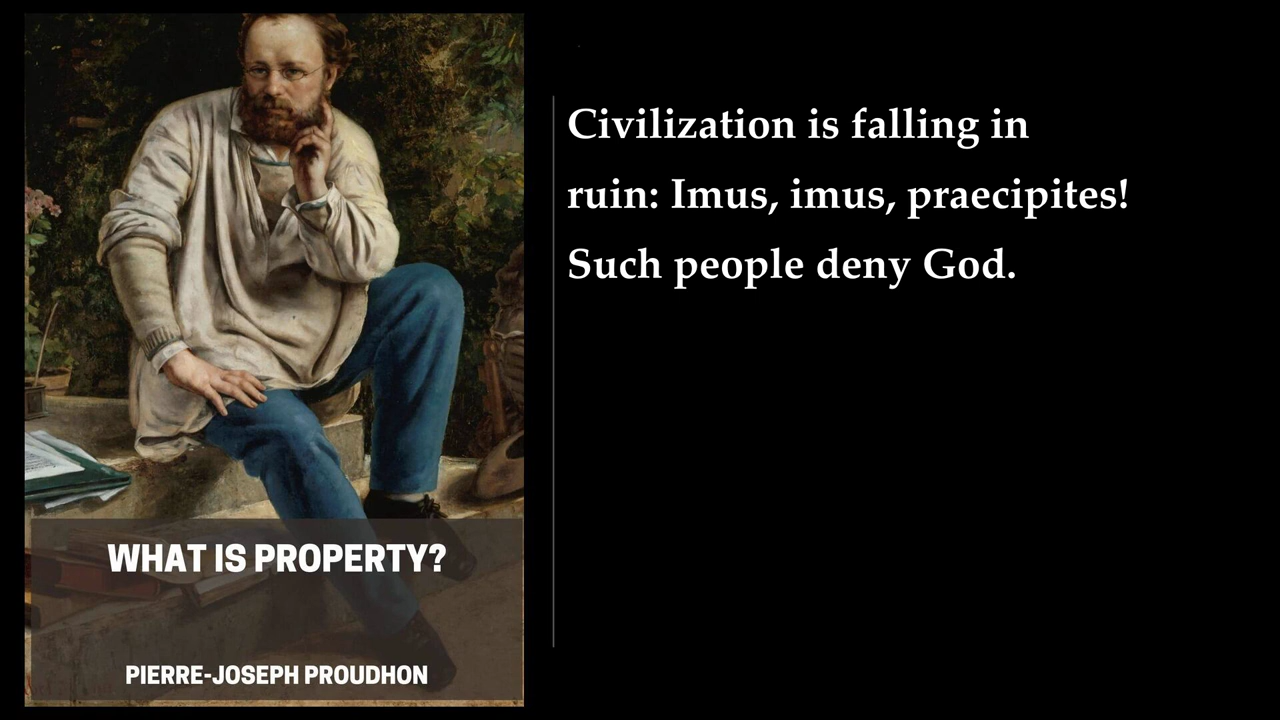 WHAT IS PROPERTY?
PIERRE-JOSEPH PROUDHON
Civilization is falling in
ruin: Imus, imus, praecipites!
Such people deny God.